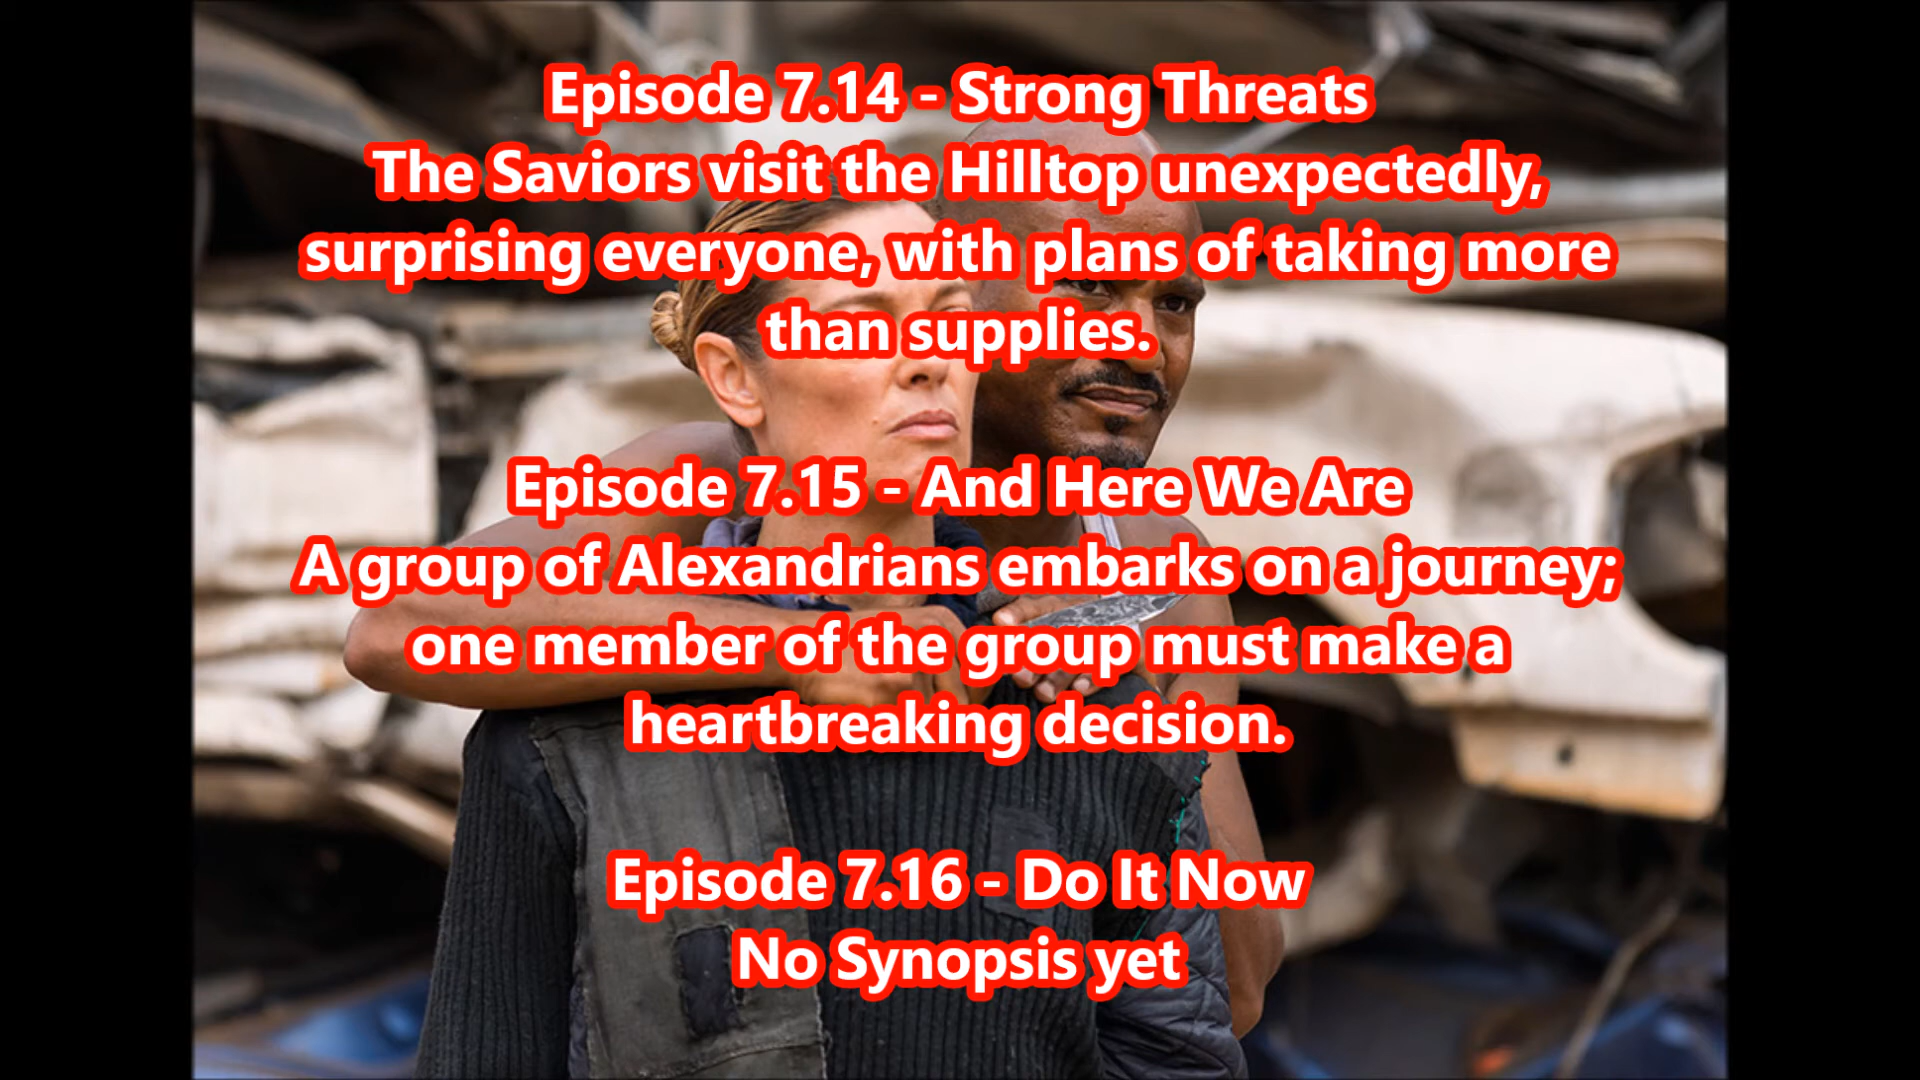 Episode 7.14 - Strong Threats
The Saviors visit the Hilltop unexpectedly,
surprising everyone, with plans of taking more
than supplies.
Episode 7.15 - And Here We Are
A group of Alexandrians embarks on a journey;
one member of the group must make a
heartbreaking decision.
Episode 7.16 - Do It Now
No Synopsis yet